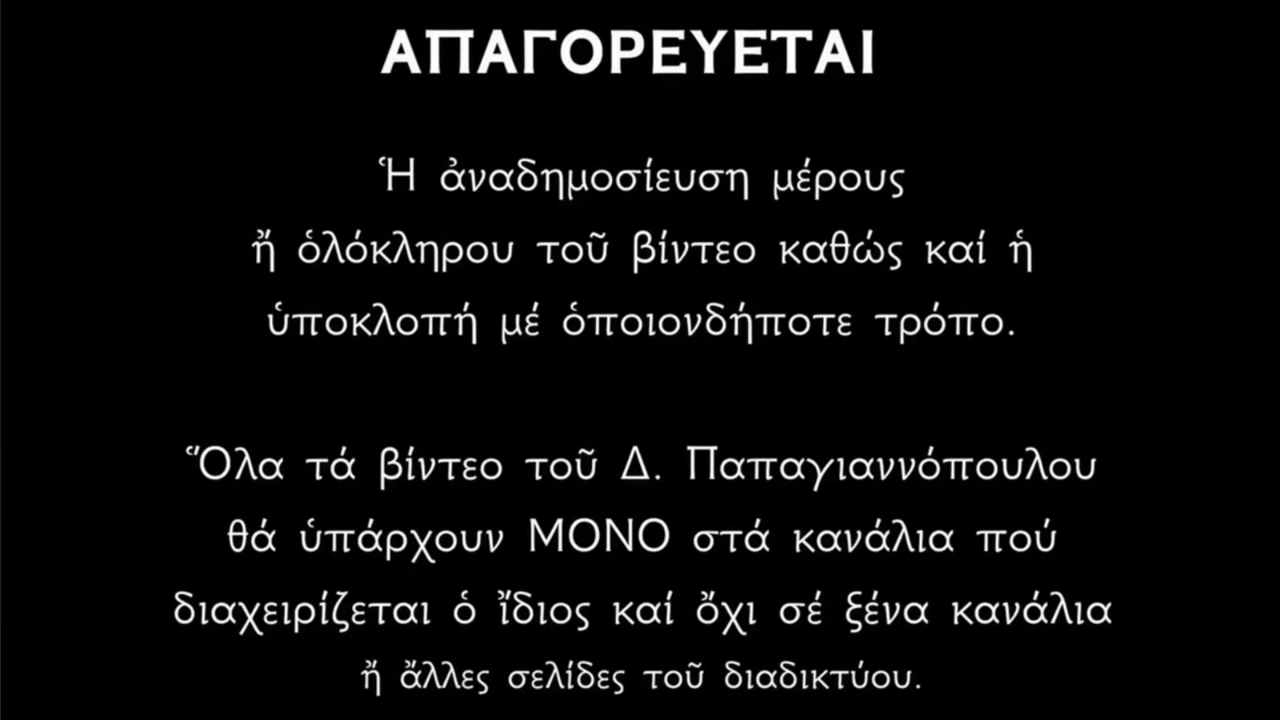 ΑΠΑΓΟΡΕΥΕΤΑΙ
Ἡ ἀναδημοσίευση μέρους
ἤ ὁλόκληρου τοῦ βίντεο καθώς καί ἡ
ὑποκλοπή μέ ὁποιονδήποτε τρόπο.
Ὅλα τά βίντεο τοῦ Δ. Παπαγιαννόπουλου
θά ὑπάρχουν ΜΟΝΟ στά κανάλια πού
διαχειρίζεται ὁ ἴδιος καί ὄχι σέ ξένα κανάλια
ἤ ἄλλες σελίδες τοῦ διαδικτύου.